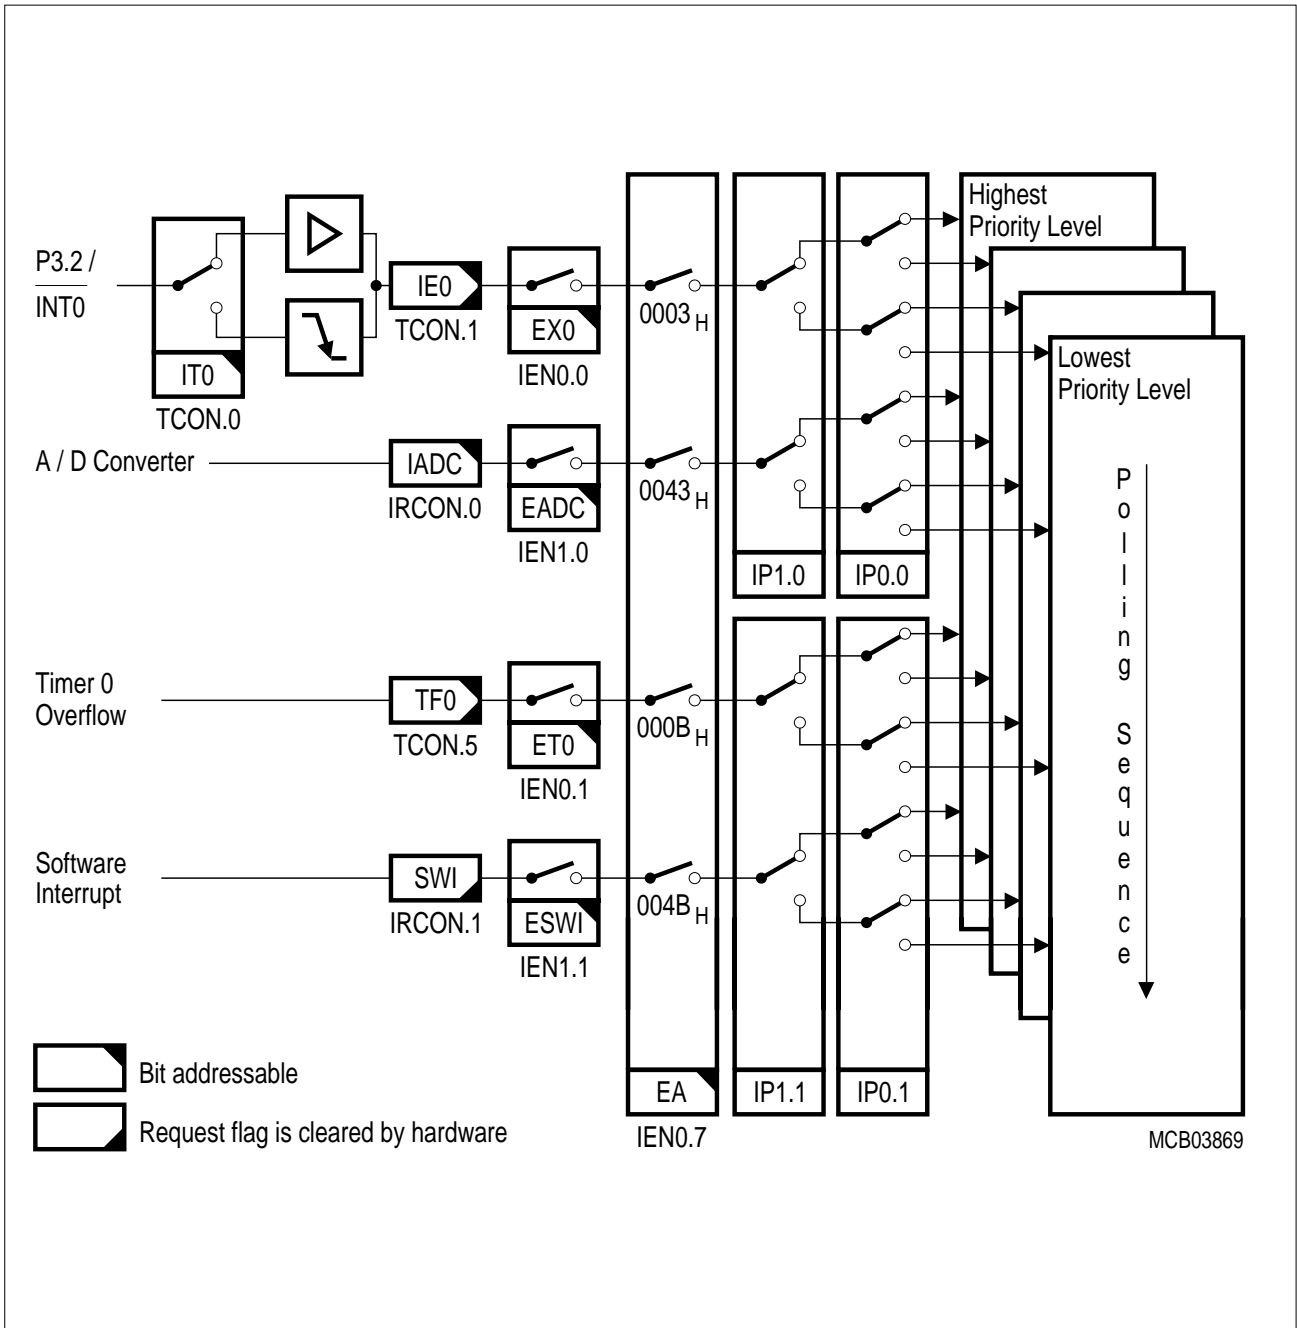 Highest
Priority Level
P3.2 /
INT0
IE0
TCON.1
EX0
IEN0.0
0003 H
IT0
TCON.0
Lowest
Priority Level
A / D Converter
IADC
IRCON.0
EADC
IEN1.0
0043 H
IP1.0
IP0.0
Polling Sequence
Timer 0
Overflow
TF0
TCON.5
ET0
IEN0.1
000B H
Software
Interrupt
SWI
IRCON.1
ESWI
IEN1.1
004B H
Bit addressable
EA
IEN0.7
IP1.1
IP0.1
Request flag is cleared by hardware
MCB03869